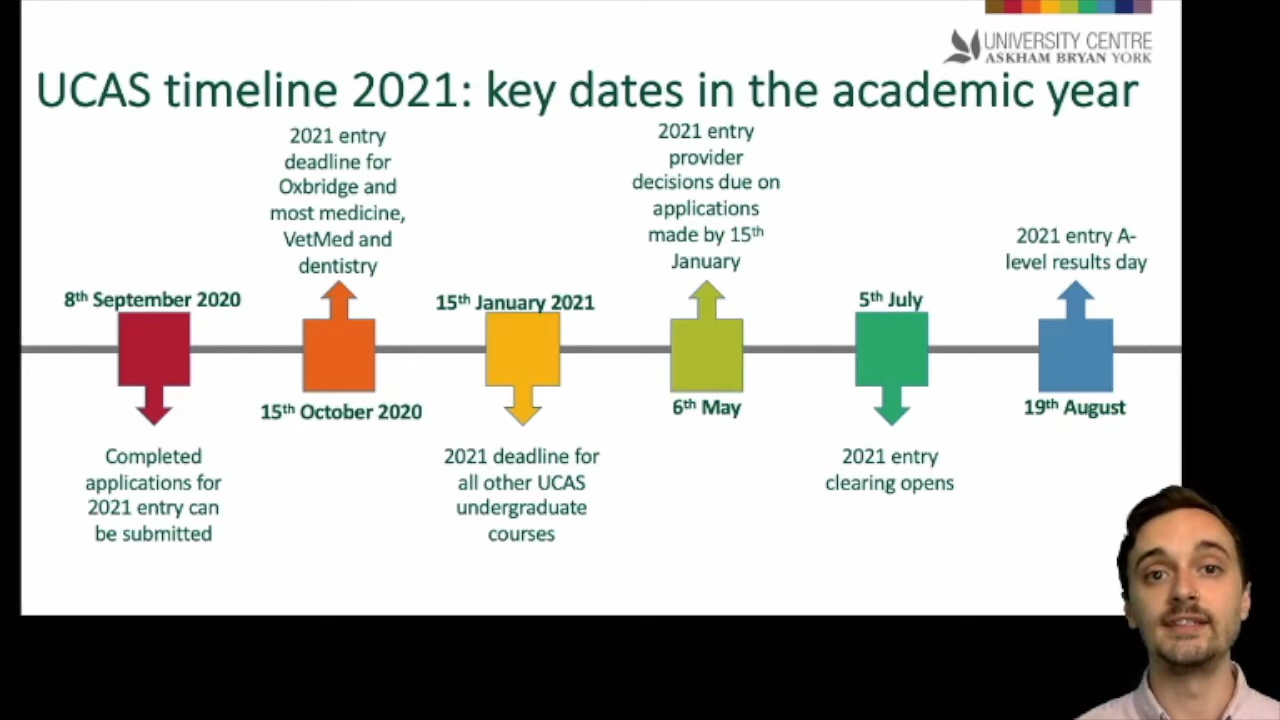 UNIVERSITY CENTRE
ASKHAM BRYAN YORK
UCAS timeline 2021: key dates in the academic year
8th September 2020
Completed
applications for
2021 entry can
be submitted
2021 entry
deadline for
Oxbridge and
most medicine,
VetMed and
dentistry
15th October 2020
15th January 2021
2021 deadline for
all other UCAS
undergraduate
courses
2021 entry
provider
decisions due on
applications
made by 15th
January
6th May
5th July
2021 entry
clearing opens
2021 entry A-
level results day
19th August